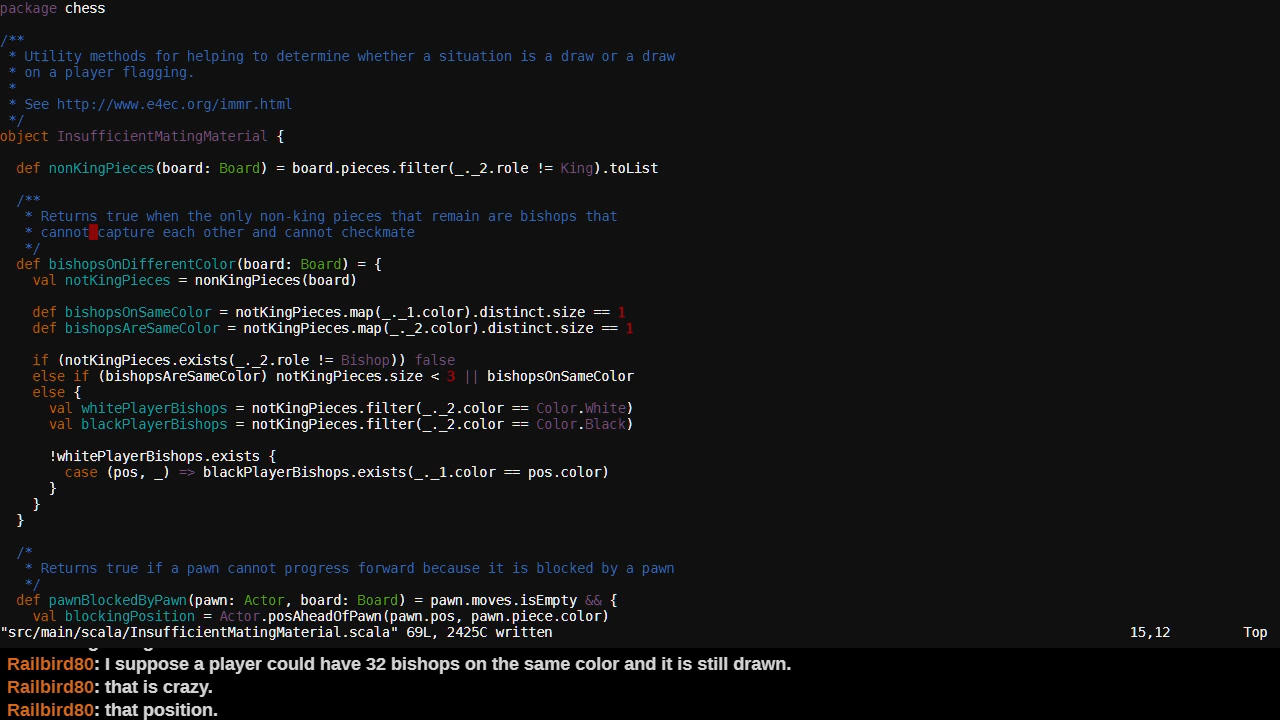 package chess
/**
 * Utility methods for helping to determine whether a situation is a draw or a draw
 * on a player flagging.
 *
 * See http://www.e4ec.org/immr.html
 */
object InsufficientMatingMaterial {
  def nonKingPieces(board: Board) = board.pieces.filter(_._2.role != King).toList
  /**
   * Returns true when the only non-king pieces that remain are bishops that
   * cannot capture each other and cannot checkmate
   */
  def bishopsOnDifferentColor(board: Board) = {
    val notKingPieces = nonKingPieces(board)
    def bishopsOnSameColor = notKingPieces.map(_._1.color).distinct.size == 1
    def bishopsAreSameColor = notKingPieces.map(_._2.color).distinct.size == 1
    if (notKingPieces.exists(_._2.role != Bishop)) false
    else if (bishopsAreSameColor) notKingPieces.size < 3 || bishopsOnSameColor
    else {
      val whitePlayerBishops = notKingPieces.filter(_._2.color == Color.White)
      val blackPlayerBishops = notKingPieces.filter(_._2.color == Color.Black)
      !whitePlayerBishops.exists {
        case (pos, _) => blackPlayerBishops.exists(_._1.color == pos.color)
      }
    }
  }
  /*
   * Returns true if a pawn cannot progress forward because it is blocked by a pawn
   */
  def pawnBlockedByPawn(pawn: Actor, board: Board) = pawn.moves.isEmpty && {
    val blockingPosition = Actor.posAheadOfPawn(pawn.pos, pawn.piece.color)
"src/main/scala/InsufficientMatingMaterial.scala" 69L, 2425C written 15,12 Top
Railbird80: I suppose a player could have 32 bishops on the same color and it is still drawn.
Railbird80: that is crazy.
Railbird80: that position.